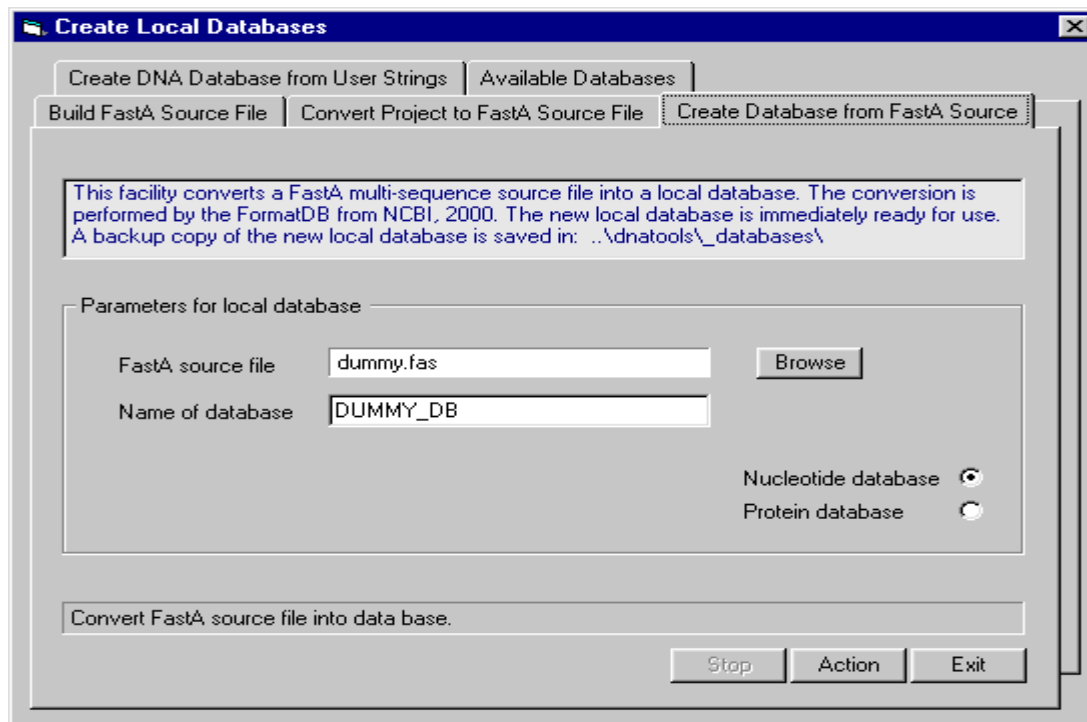 Create Local Databases
Create DNA Database from User Strings
Available Databases
Build FastA Source File
Convert Project to FastA Source File
Create Database from FastA Source
This facility converts a FastA multi-sequence source file into a local database. The conversion is
performed by the FormatDB from NCBI, 2000. The new local database is immediately ready for use.
A backup copy of the new local database is saved in:  ..\dnatools\_databases\
Parameters for local database
FastA source file
dummy.fas
Browse
Name of database
DUMMY_DB
Nucleotide database
Protein database
Convert FastA source file into data base.
Stop
Action
Exit